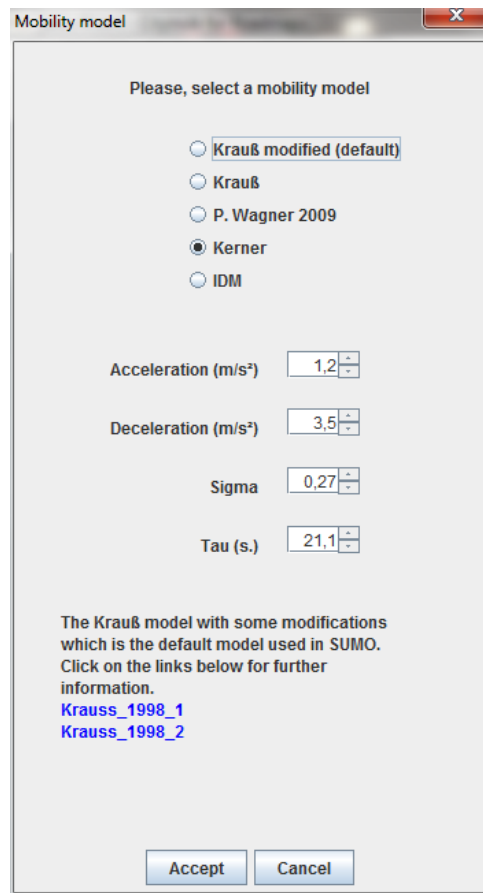 Mobility model
Please, select a mobility model
Krauß modified (default)
Krauß
P. Wagner 2009
Kerner
IDM
Acceleration (m/s²) 1,2
Deceleration (m/s²) 3,5
Sigma 0,27
Tau (s.) 21,1
The Krauß model with some modifications
which is the default model used in SUMO.
Click on the links below for further
information.
Krauss_1998_1
Krauss_1998_2
Accept Cancel